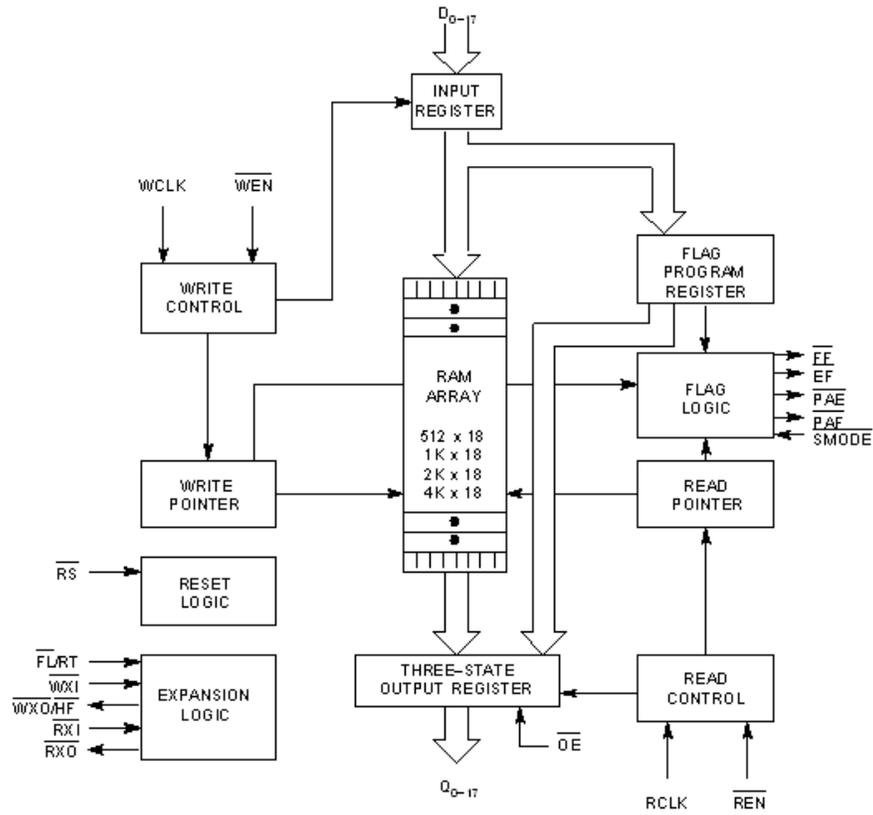 D0–17
INPUT
REGISTER
WCLK
WEN
FLAG
PROGRAM
REGISTER
WRITE
CONTROL
RAM
ARRAY
512 x 18
1K x 18
2K x 18
4K x 18
FLAG
LOGIC
FF
EF
PAE
PAF
SMODE
WRITE
POINTER
READ
POINTER
RS
RESET
LOGIC
FL/RT
WXI
WXO/HF
RXI
RXO
EXPANSION
LOGIC
THREE–STATE
OUTPUT REGISTER
READ
CONTROL
OE
Q0–17
RCLK
REN